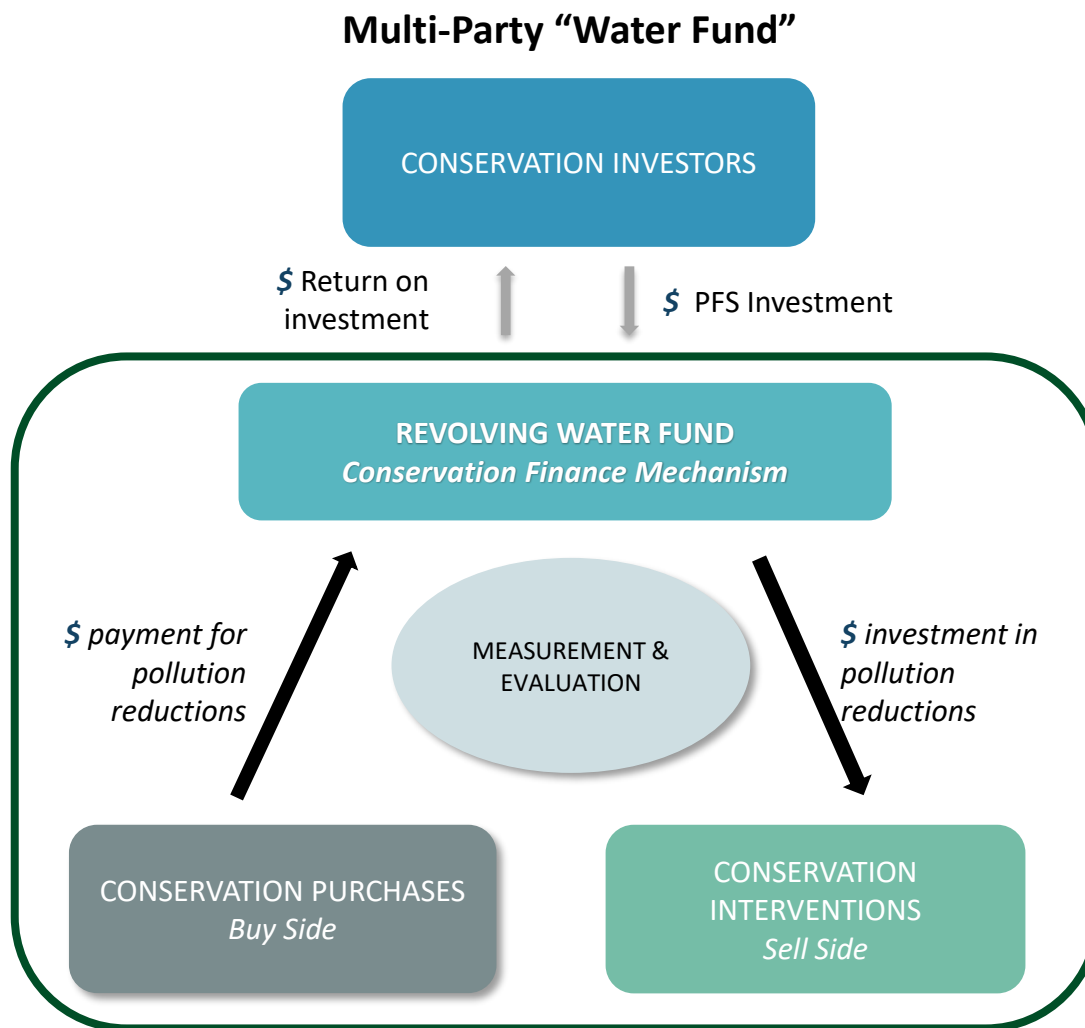 Multi-Party “Water Fund”
CONSERVATION INVESTORS
$ Return on
investment
$ PFS Investment
REVOLVING WATER FUND
Conservation Finance Mechanism
$ payment for
pollution
reductions
MEASUREMENT &
EVALUATION
$ investment in
pollution
reductions
CONSERVATION PURCHASES
Buy Side
CONSERVATION
INTERVENTIONS
Sell Side